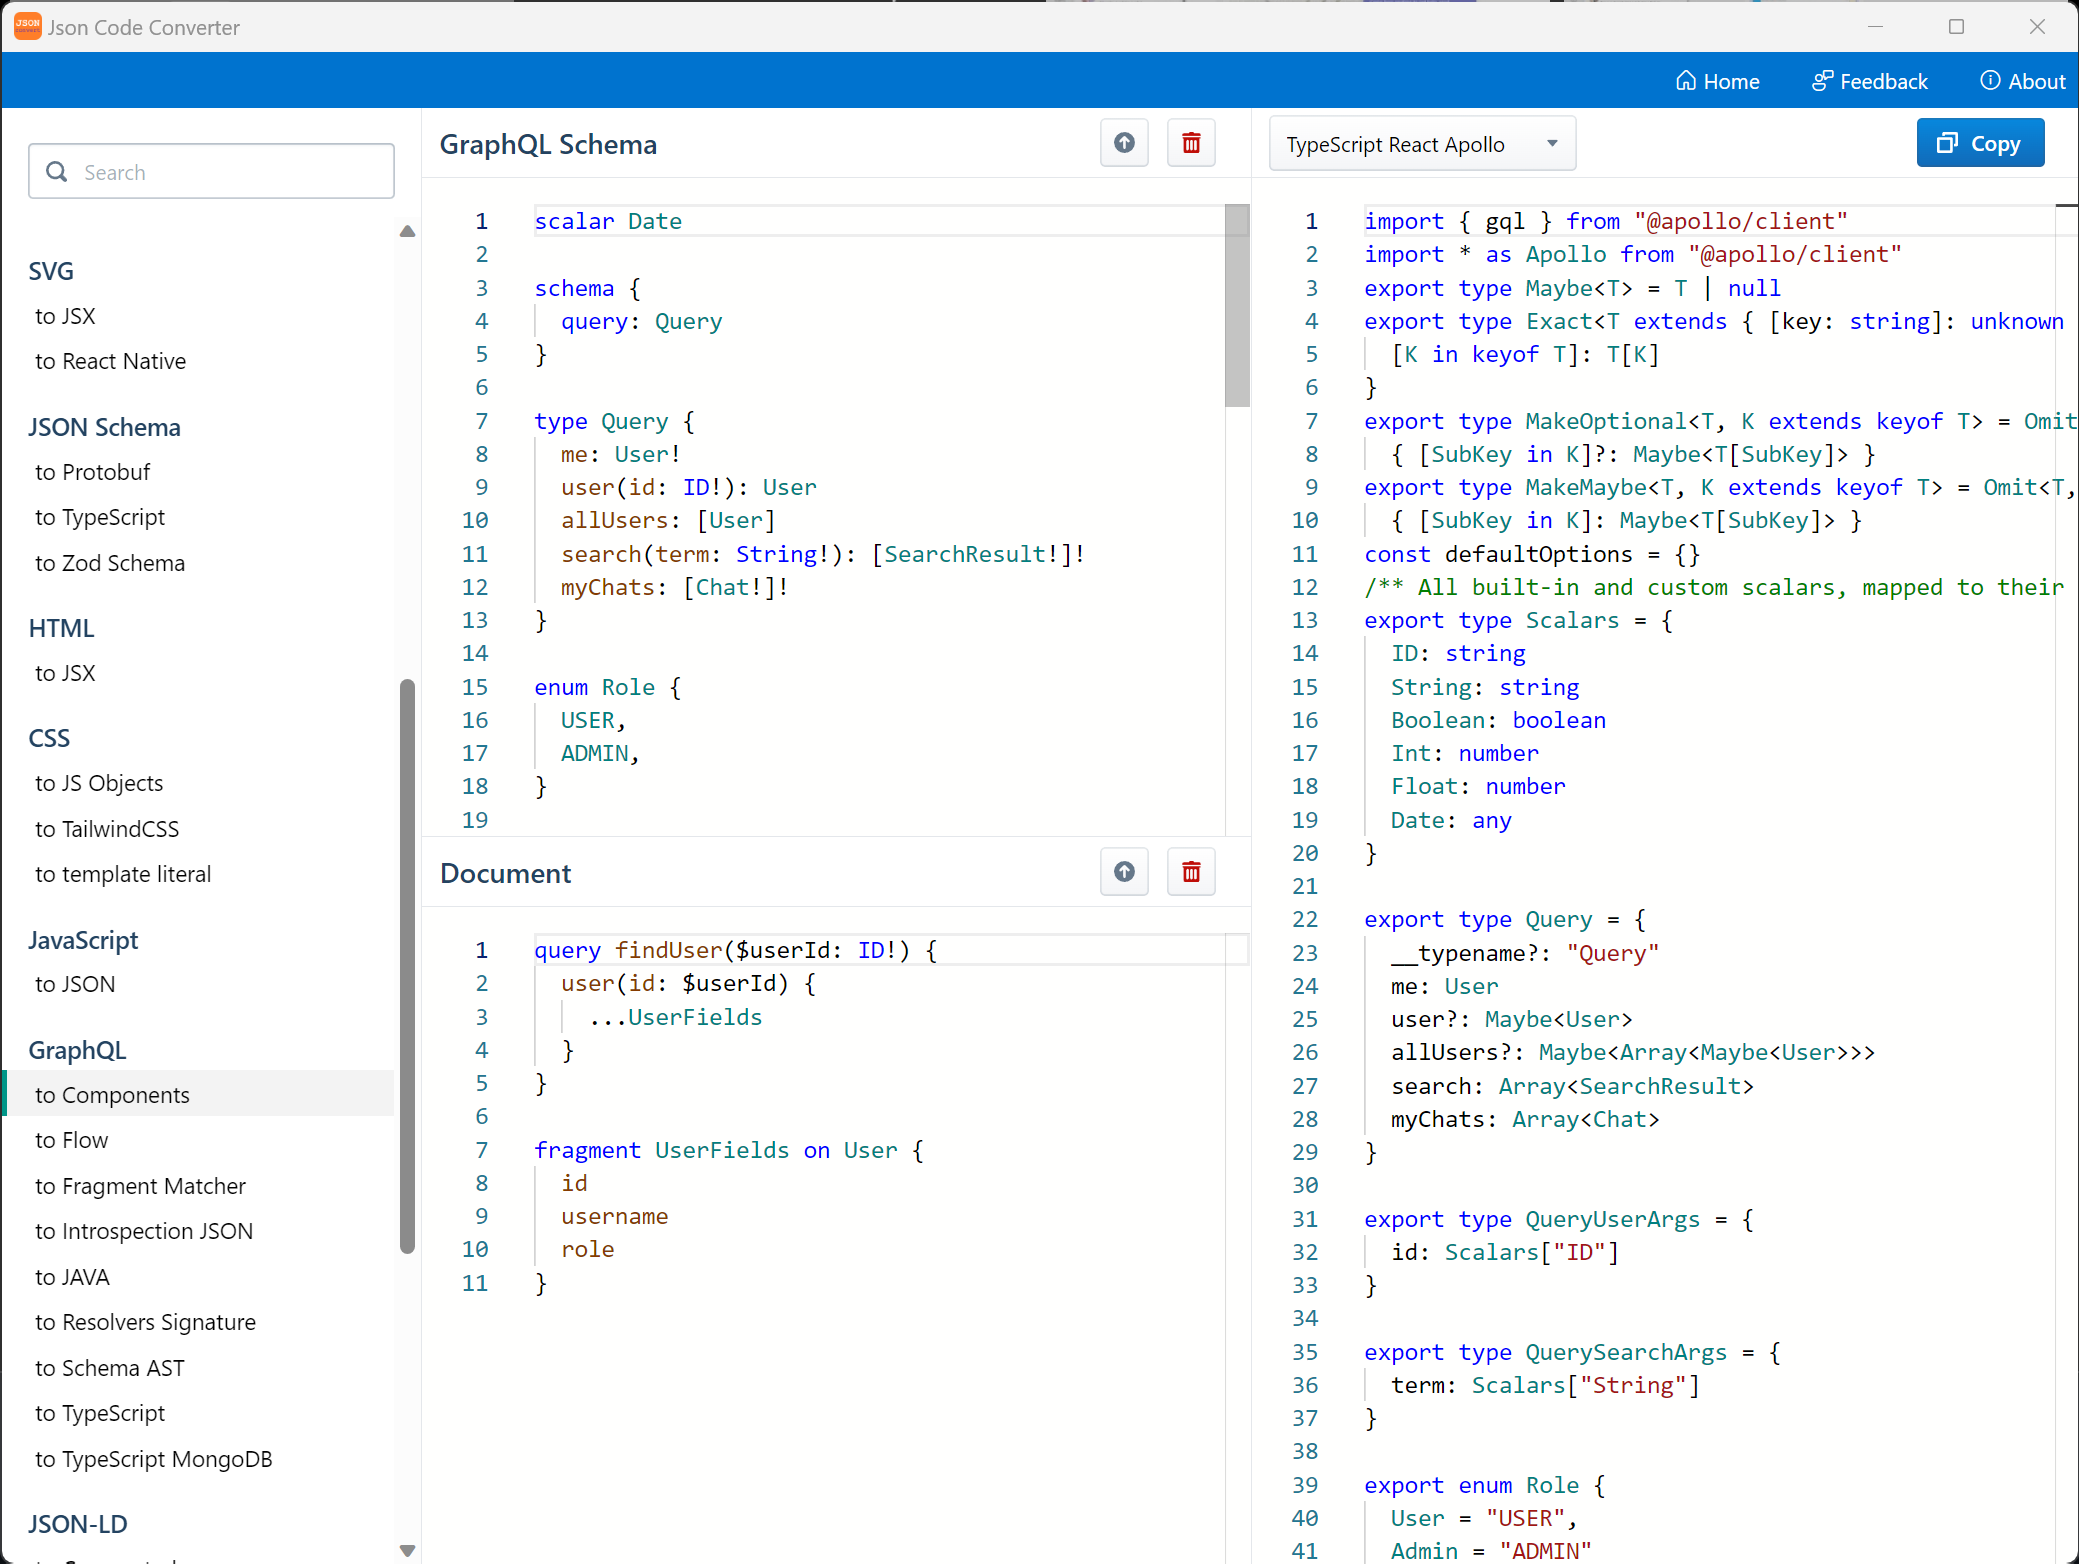 Json Code Converter
Home
Feedback
About
Search
SVG
to JSX
to React Native
JSON Schema
to Protobuf
to TypeScript
to Zod Schema
HTML
to JSX
CSS
to JS Objects
to TailwindCSS
to template literal
JavaScript
to JSON
GraphQL
to Components
to Flow
to Fragment Matcher
to Introspection JSON
to JAVA
to Resolvers Signature
to Schema AST
to TypeScript
to TypeScript MongoDB
JSON-LD
GraphQL Schema
1 scalar Date
2
3 schema {
4   query: Query
5 }
6
7 type Query {
8   me: User!
9   user(id: ID!): User
10   allUsers: [User]
11   search(term: String!): [SearchResult!]!
12   myChats: [Chat!]!
13 }
14
15 enum Role {
16   USER,
17   ADMIN,
18 }
19
Document
1 query findUser($userId: ID!) {
2   user(id: $userId) {
3     ...UserFields
4   }
5 }
6
7 fragment UserFields on User {
8   id
9   username
10   role
11 }
TypeScript React Apollo
Copy
1 import { gql } from "@apollo/client"
2 import * as Apollo from "@apollo/client"
3 export type Maybe<T> = T | null
4 export type Exact<T extends { [key: string]: unknown
5   [K in keyof T]: T[K]
6 }
7 export type MakeOptional<T, K extends keyof T> = Omit
8   { [SubKey in K]?: Maybe<T[SubKey]> }
9 export type MakeMaybe<T, K extends keyof T> = Omit<T,
10   { [SubKey in K]: Maybe<T[SubKey]> }
11 const defaultOptions = {}
12 /** All built-in and custom scalars, mapped to their
13 export type Scalars = {
14   ID: string
15   String: string
16   Boolean: boolean
17   Int: number
18   Float: number
19   Date: any
20 }
21
22 export type Query = {
23   __typename?: "Query"
24   me: User
25   user?: Maybe<User>
26   allUsers?: Maybe<Array<Maybe<User>>>
27   search: Array<SearchResult>
28   myChats: Array<Chat>
29 }
30
31 export type QueryUserArgs = {
32   id: Scalars["ID"]
33 }
34
35 export type QuerySearchArgs = {
36   term: Scalars["String"]
37 }
38
39 export enum Role {
40   User = "USER",
41   Admin = "ADMIN"